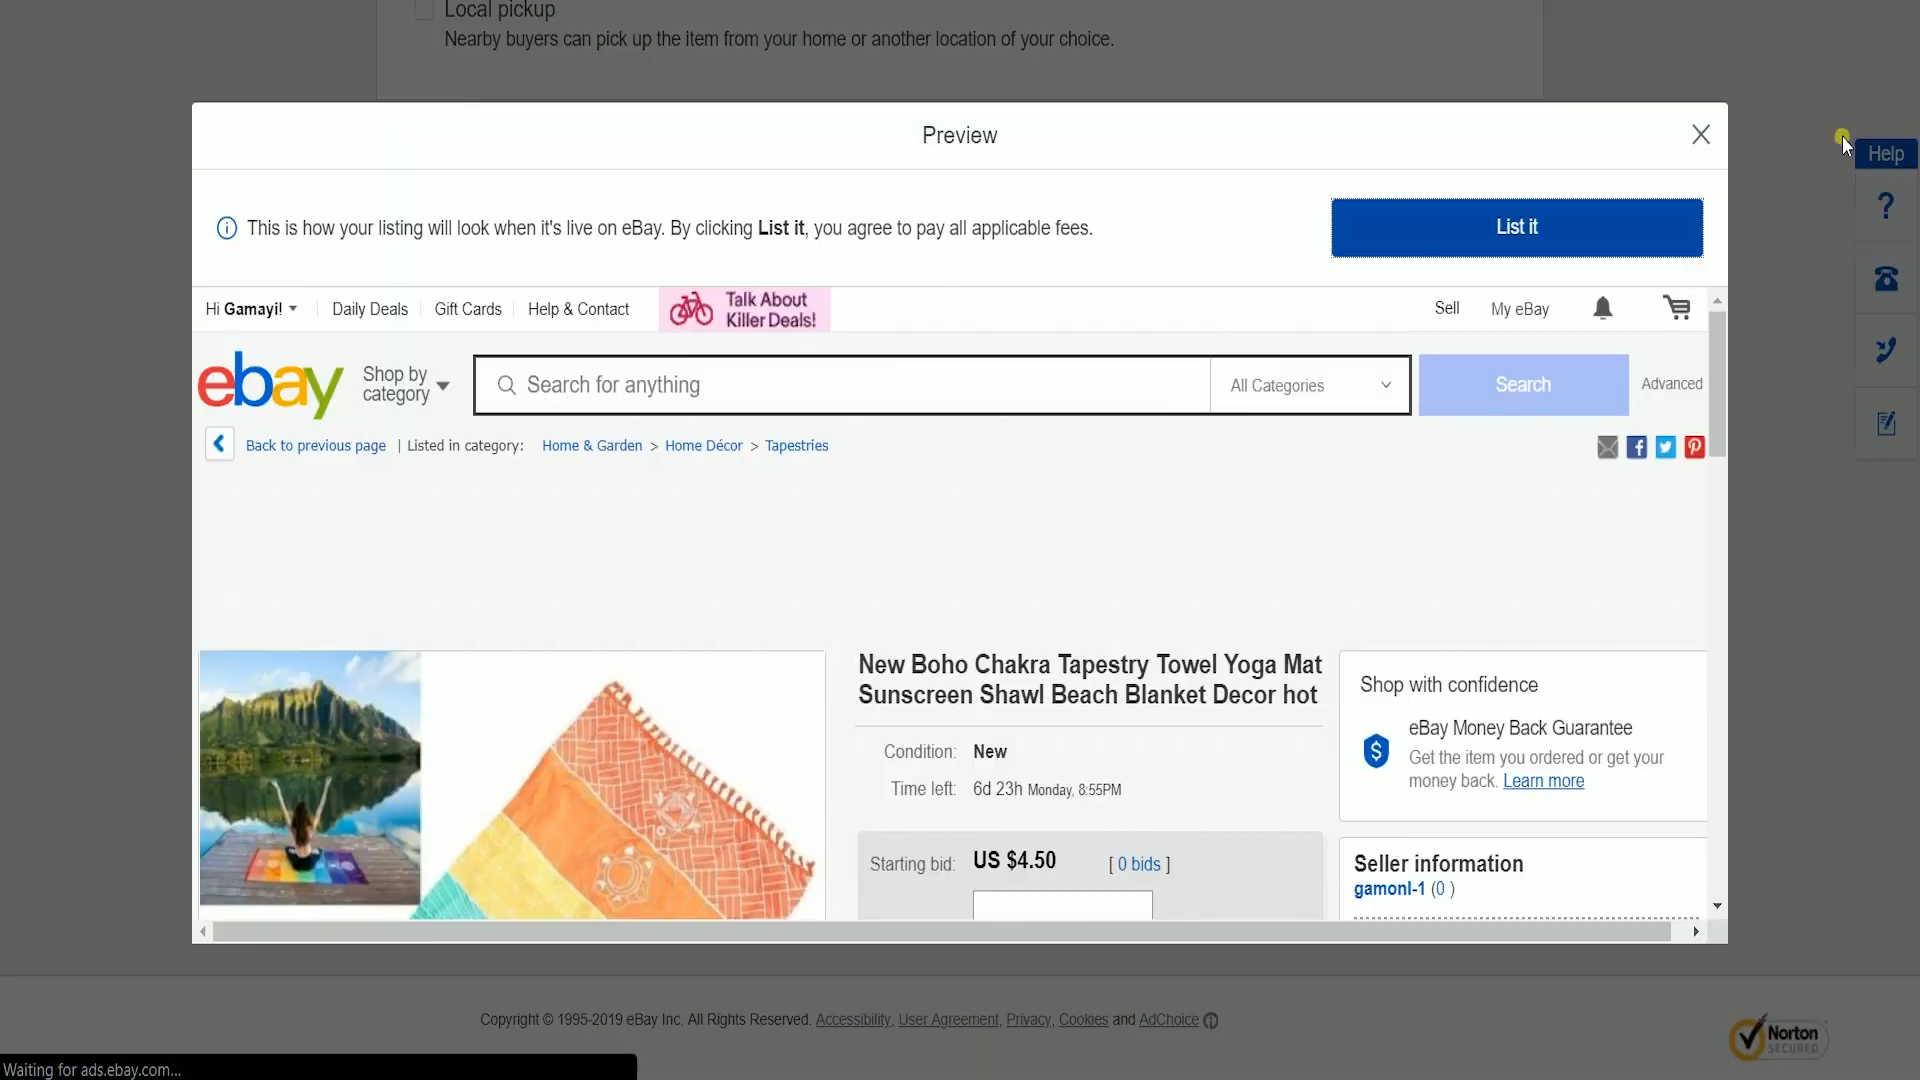 Local pickup
Nearby buyers can pick up the item from your home or another location of your choice.
Preview
Help
This is how your listing will look when it's live on eBay. By clicking List it, you agree to pay all applicable fees.
List it
Hi Gamayi!
Daily Deals
Gift Cards
Help & Contact
Talk About
Killer Deals!
Sell
My eBay
ebay
Shop by
category
Search for anything
All Categories
Search
Advanced
Back to previous page | Listed in category: Home & Garden > Home Décor > Tapestries
New Boho Chakra Tapestry Towel Yoga Mat
Sunscreen Shawl Beach Blanket Decor hot
Condition: New
Time left: 6d 23h Monday, 8:55PM
Starting bid: US $4.50 [ 0 bids ]
Shop with confidence
eBay Money Back Guarantee
Get the item you ordered or get your
money back. Learn more
Seller information
gamonl-1 (0 )
Copyright © 1995-2019 eBay Inc. All Rights Reserved. Accessibility, User Agreement, Privacy, Cookies and AdChoice
Norton
SECURED
Waiting for ads.ebay.com...